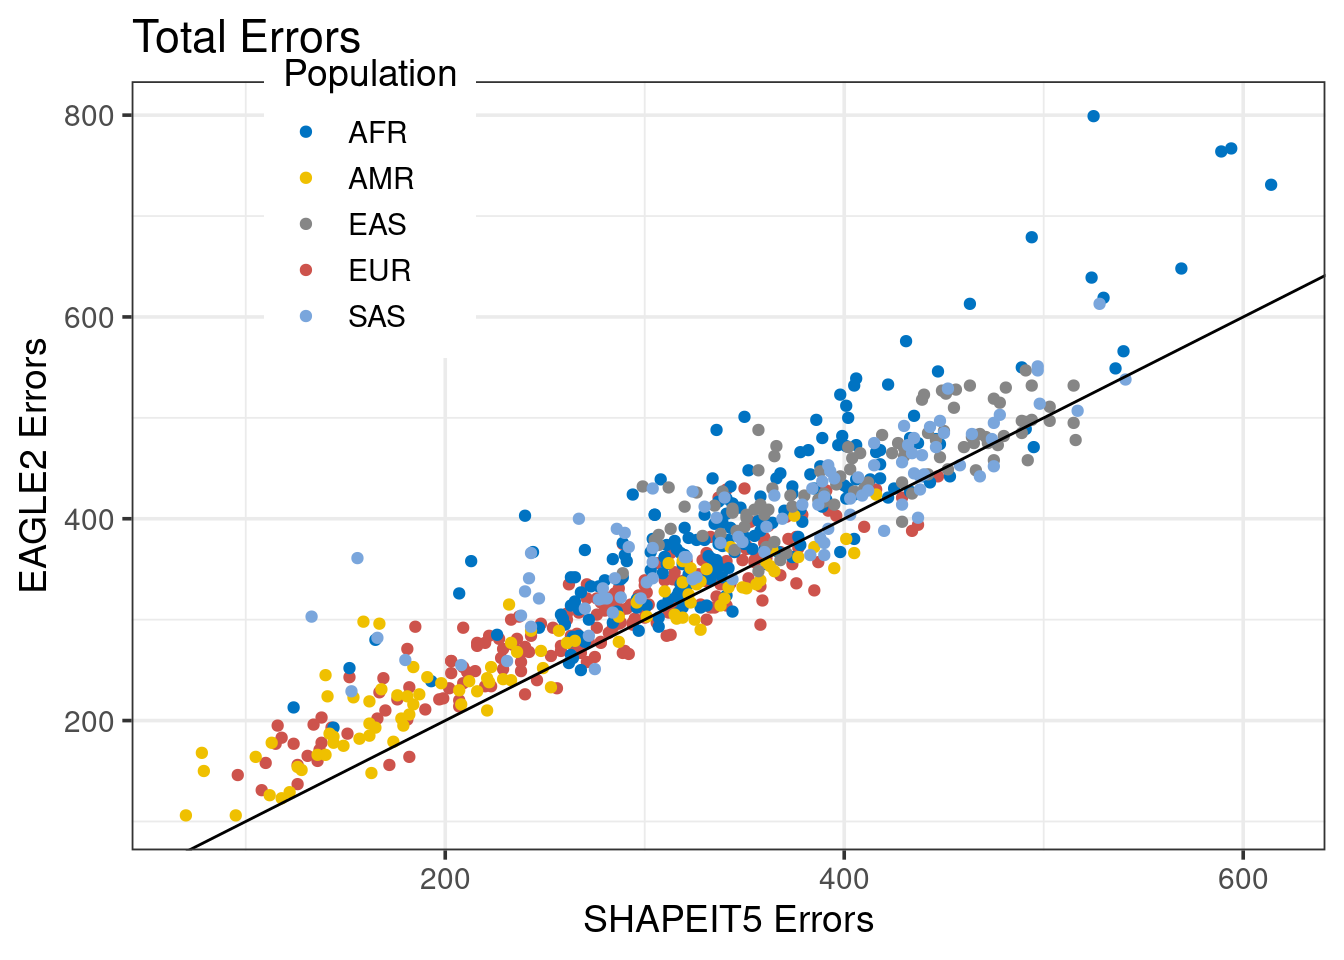 Total Errors
Population
AFR
AMR
EAS
EUR
SAS
800
600
400
200
EAGLE2 Errors
200 400 600
SHAPEIT5 Errors